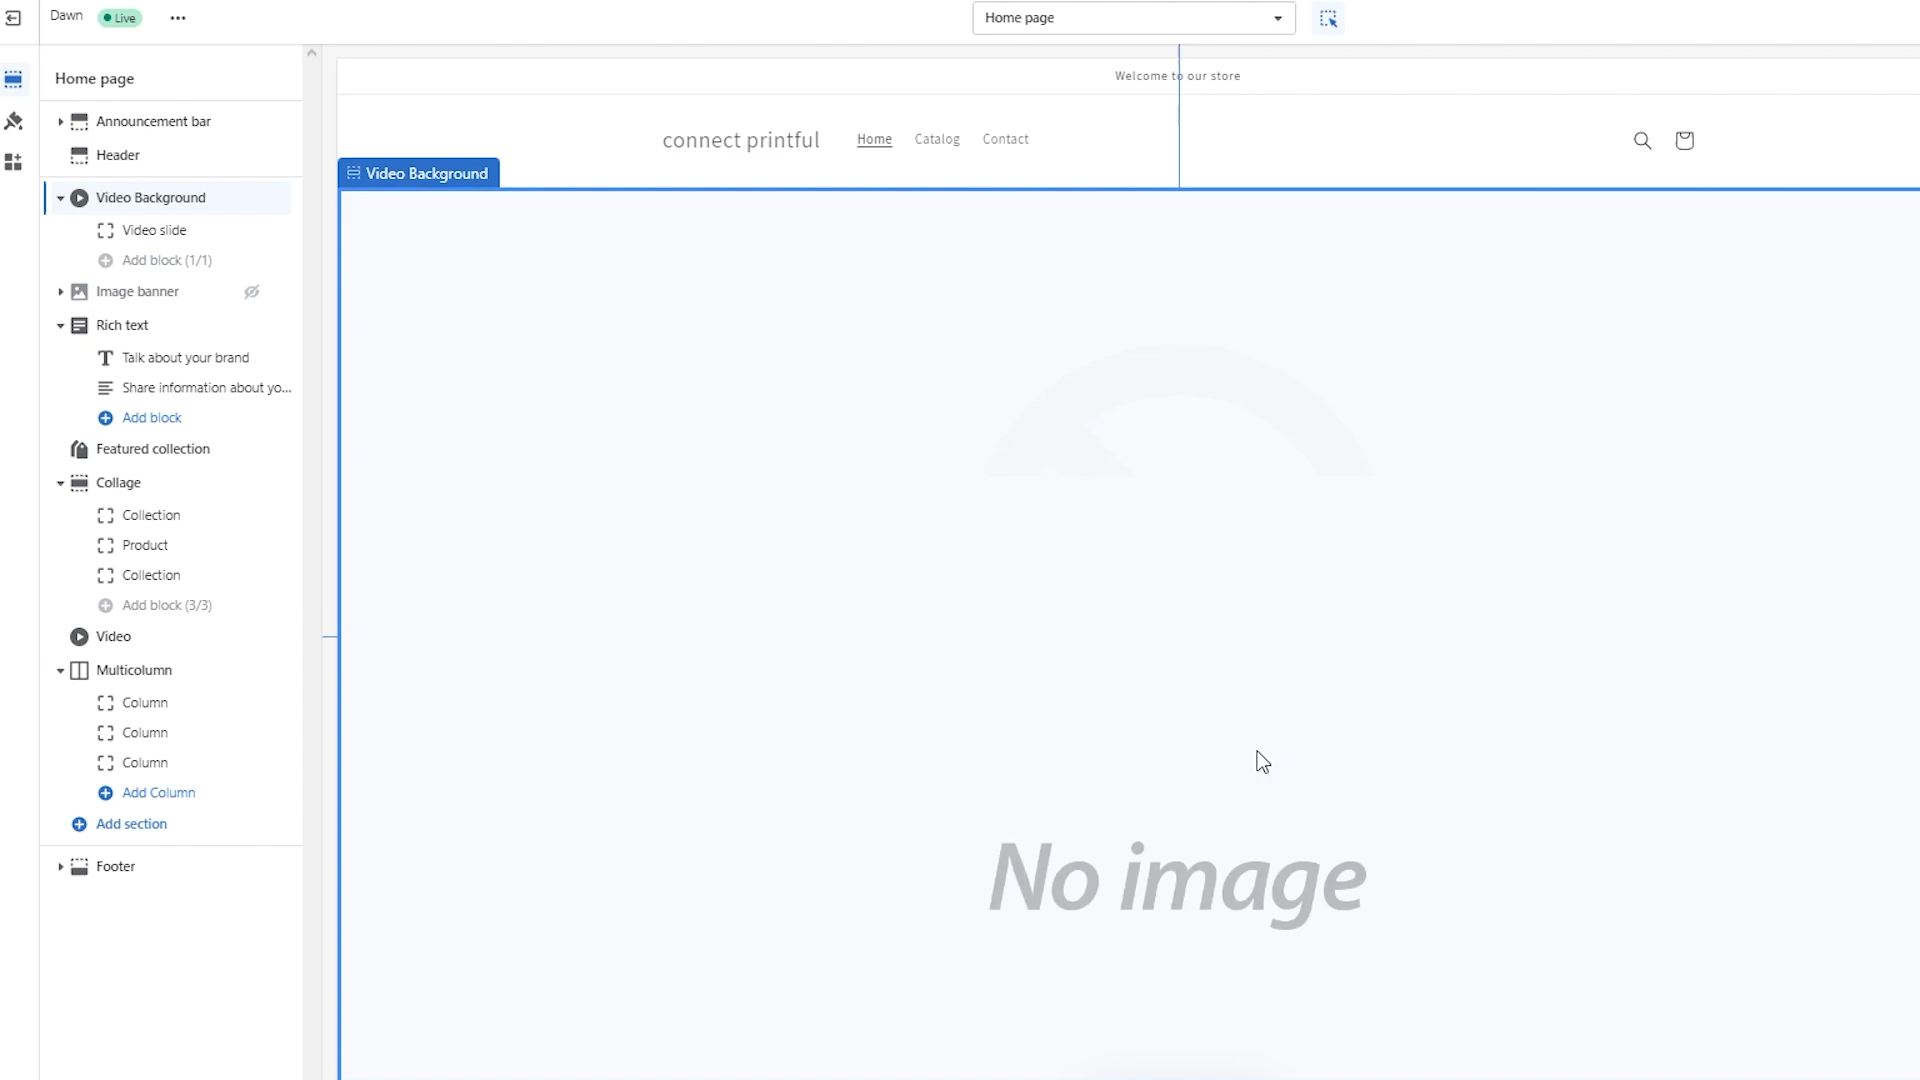 Dawn
Live
Home page
Home page
Announcement bar
Header
Video Background
Video slide
Add block (1/1)
Image banner
Rich text
Talk about your brand
Share information about yo...
Add block
Featured collection
Collage
Collection
Product
Collection
Add block (3/3)
Video
Multicolumn
Column
Column
Column
Add Column
Add section
Footer
Welcome to our store
connect printful
Home
Catalog
Contact
Video Background
No image